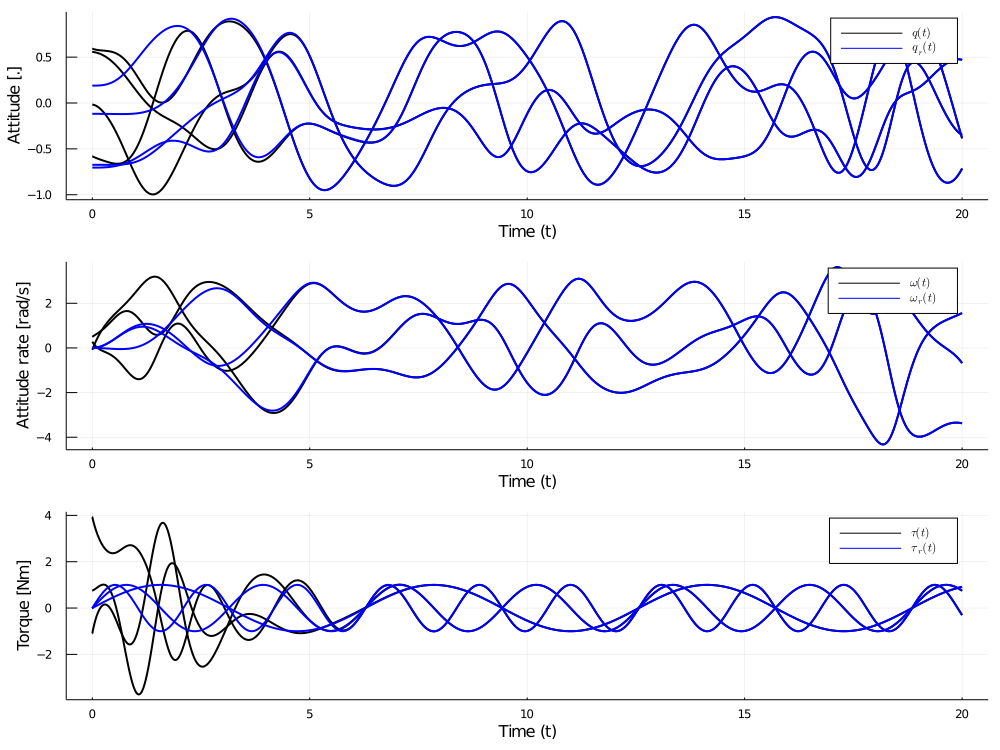 Attitude [.]
0.5
0.0
−0.5
−1.0
q(t)
q_r(t)
0 5 10 15 20
Time (t)
Attitude rate [rad/s]
2
0
−2
−4
ω(t)
ω_r(t)
0 5 10 15 20
Time (t)
Torque [Nm]
4
2
0
−2
τ(t)
τ_r(t)
0 5 10 15 20
Time (t)